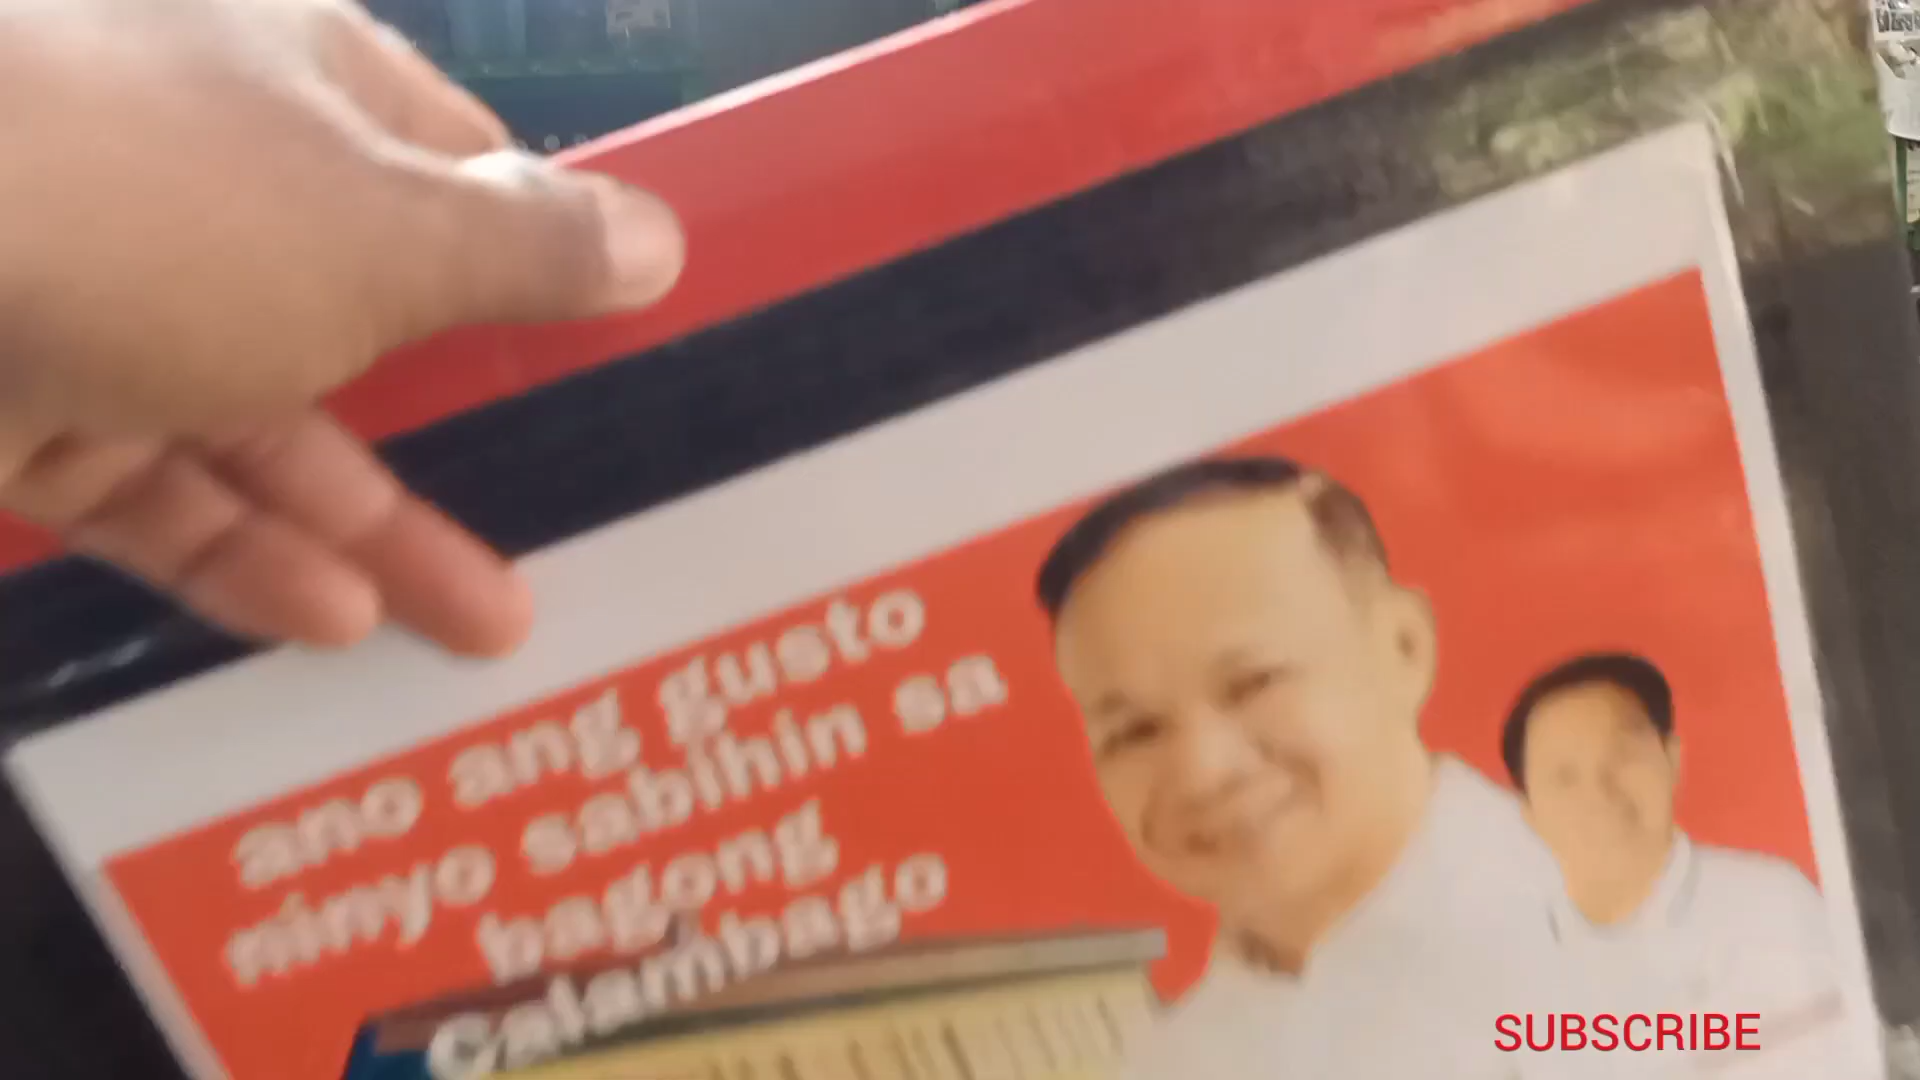 ano ang gusto
ninyo sabihin sa
bagong
Calambago
SUBSCRIBE